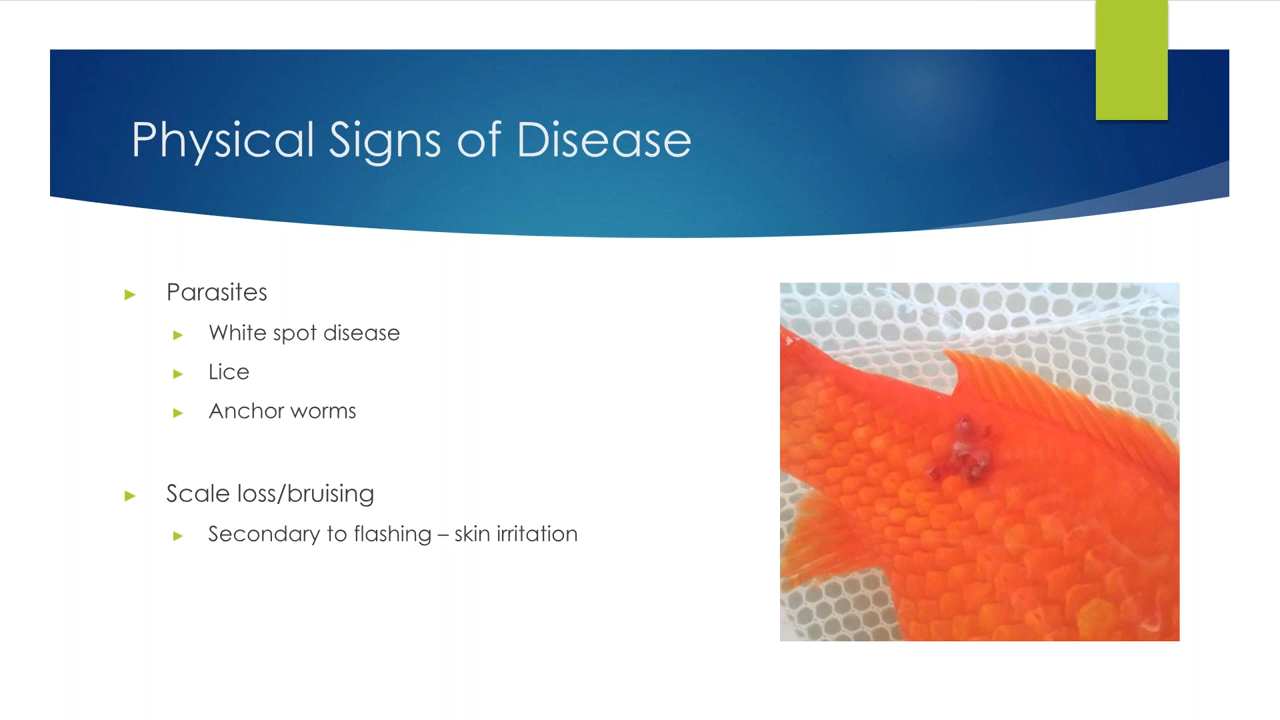 Physical Signs of Disease
Parasites
White spot disease
Lice
Anchor worms
Scale loss/bruising
Secondary to flashing – skin irritation